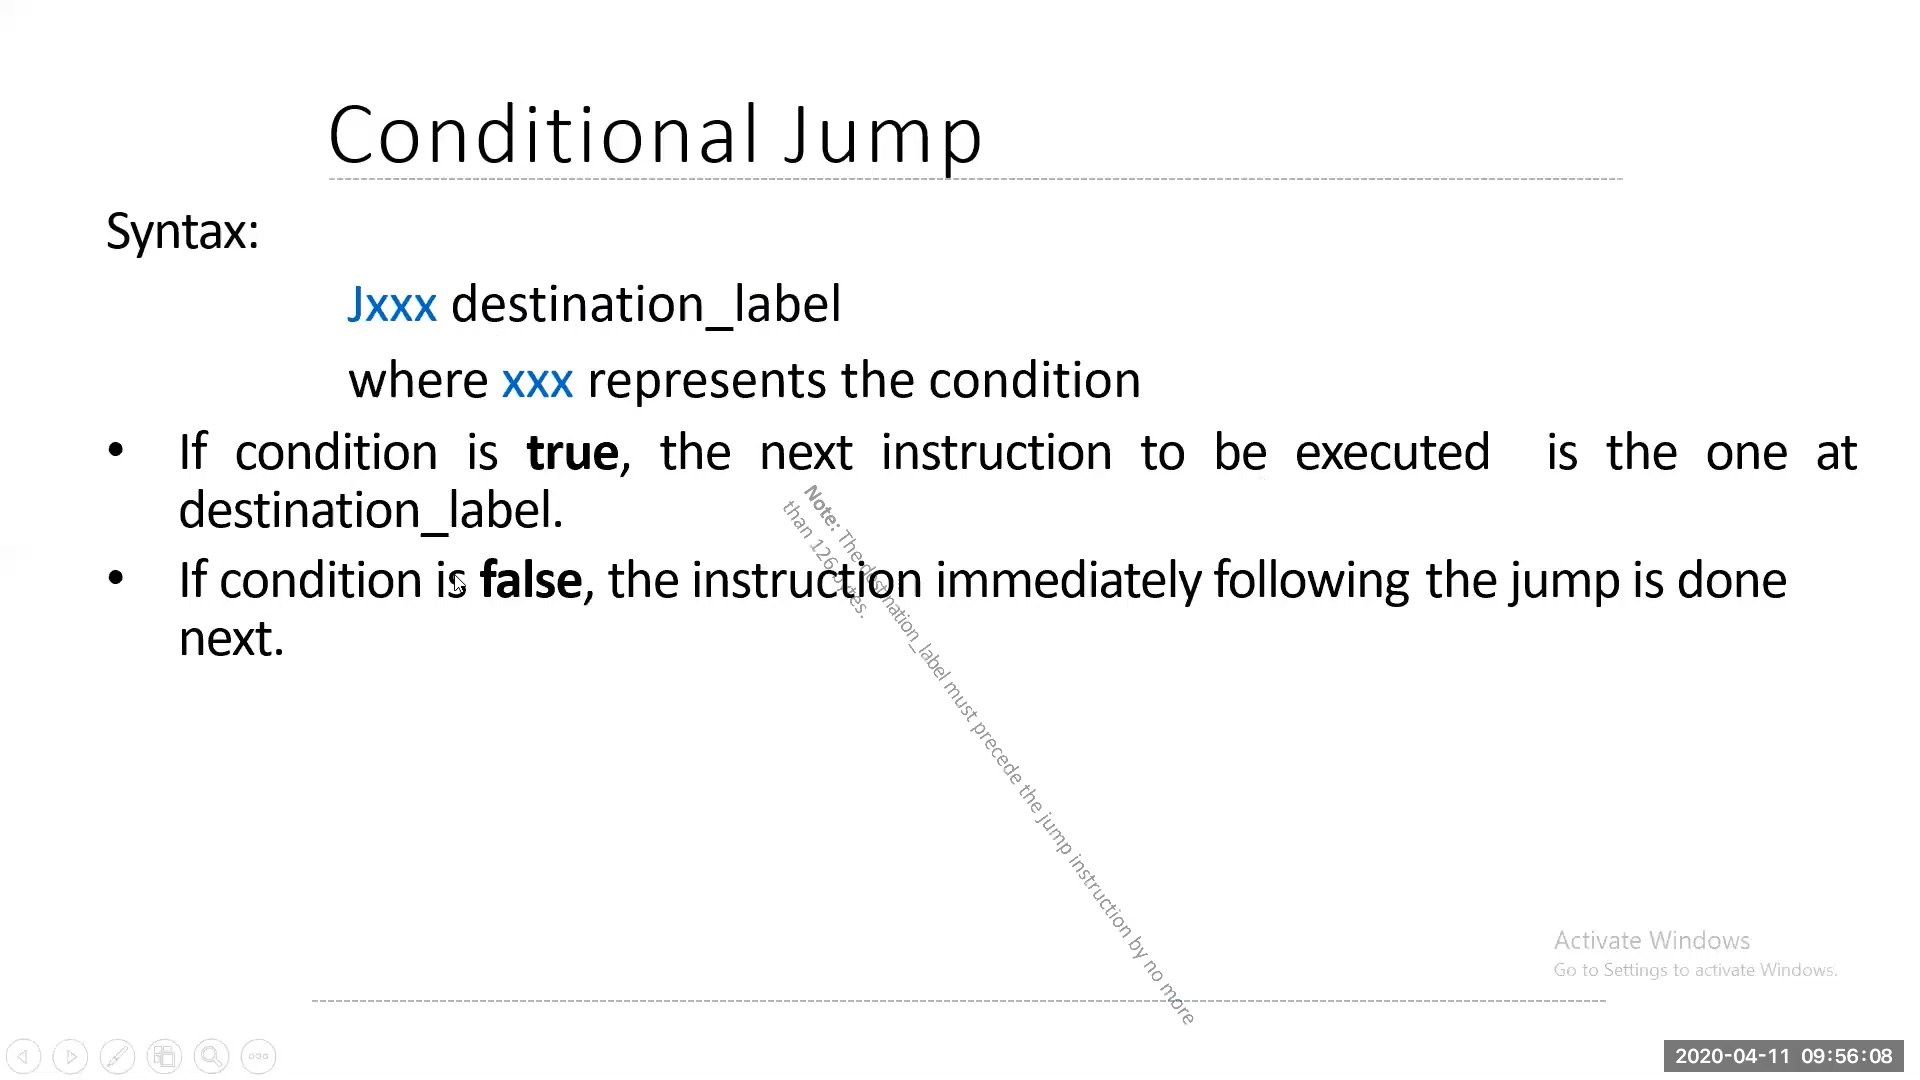 Conditional Jump
Syntax:
Jxxx destination_label
where xxx represents the condition
• If condition is true, the next instruction to be executed is the one at
destination_label.
• If condition is false, the instruction immediately following the jump is done
next.
Note: The destination_label must precede the jump instruction by no more
than 126 bytes.
Activate Windows
Go to Settings to activate Windows.
2020-04-11 09:56:08